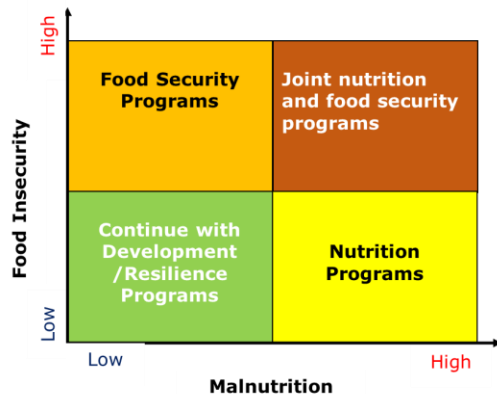 High
Food Security
Programs
Joint nutrition
and food security
programs
Food Insecurity
Continue with
Development
/Resilience
Programs
Nutrition
Programs
Low
Low
High
Malnutrition